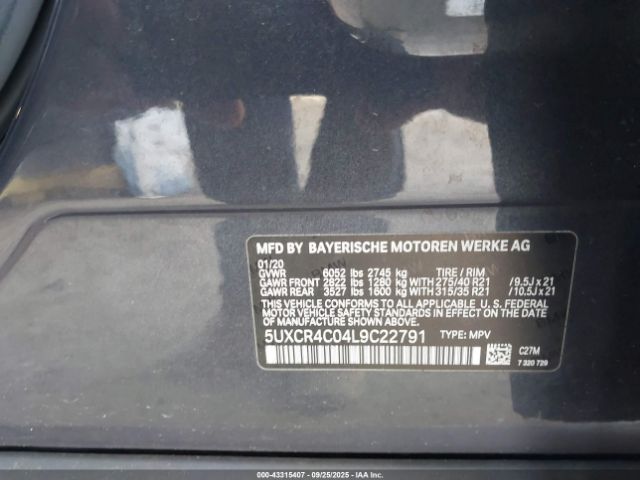 MFD BY BAYERISCHE MOTOREN WERKE AG
01/20
GVWR 6052 lbs 2745 kg TIRE / RIM
GAWR FRONT 2822 lbs 1280 kg WITH 275/40 R21 / 9.5J x 21
GAWR REAR 3527 lbs 1600 kg WITH 315/35 R21 / 10.5J x 21
THIS VEHICLE CONFORMS TO ALL APPLICABLE U. S. FEDERAL
MOTOR VEHICLE SAFETY STANDARDS IN EFFECT ON THE
DATE OF MANUFACTURE SHOWN ABOVE.
5UXCR4C04L9C22791 TYPE: MPV
C27M
7 320 729
000-43315407 - 09/25/2025 - IAAI.COM